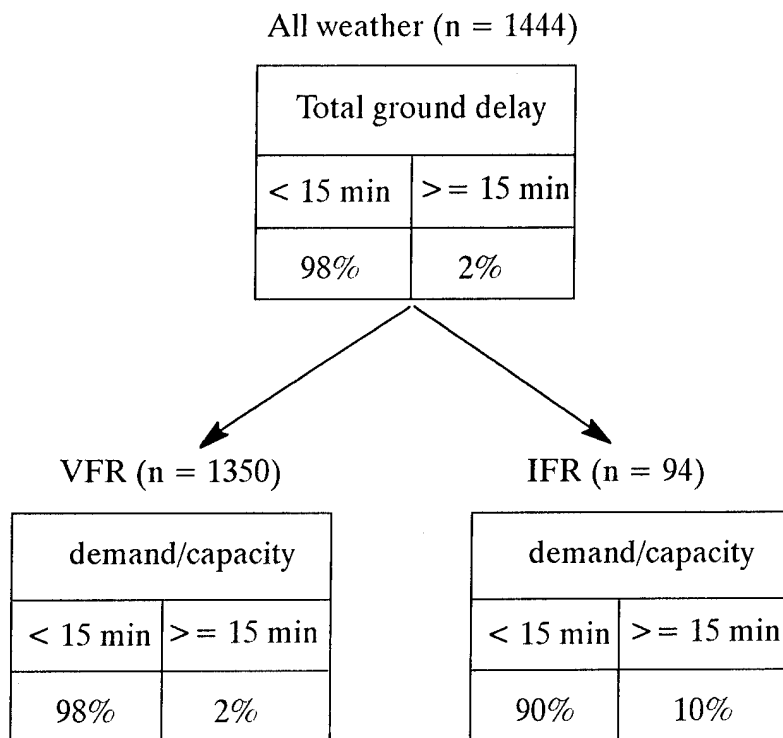 All weather (n = 1444)
Total ground delay
< 15 min >= 15 min
98% 2%
VFR (n = 1350)
demand/capacity
< 15 min >= 15 min
98% 2%
IFR (n = 94)
demand/capacity
< 15 min >= 15 min
90% 10%